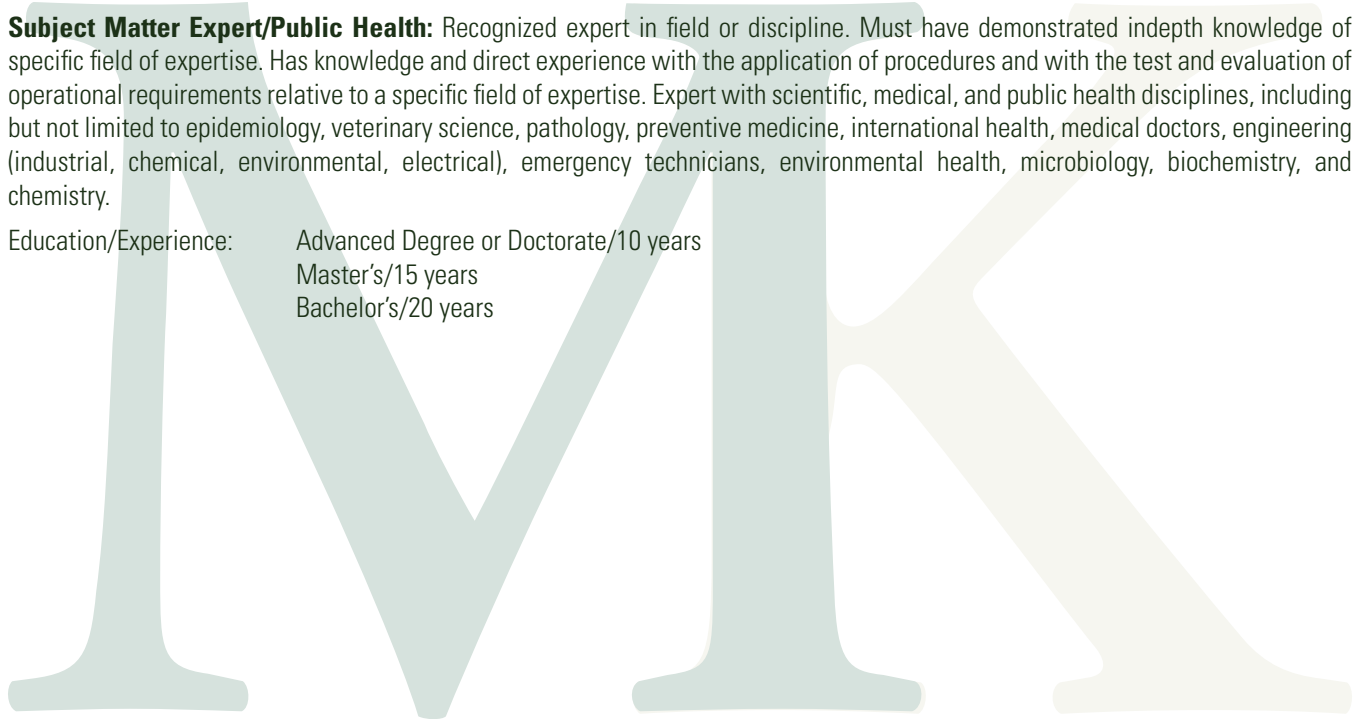 Subject Matter Expert/Public Health: Recognized expert in field or discipline. Must have demonstrated indepth knowledge of
specific field of expertise. Has knowledge and direct experience with the application of procedures and with the test and evaluation of
operational requirements relative to a specific field of expertise. Expert with scientific, medical, and public health disciplines, including
but not limited to epidemiology, veterinary science, pathology, preventive medicine, international health, medical doctors, engineering
(industrial, chemical, environmental, electrical), emergency technicians, environmental health, microbiology, biochemistry, and
chemistry.
Education/Experience: Advanced Degree or Doctorate/10 years
Master's/15 years
Bachelor's/20 years
MK